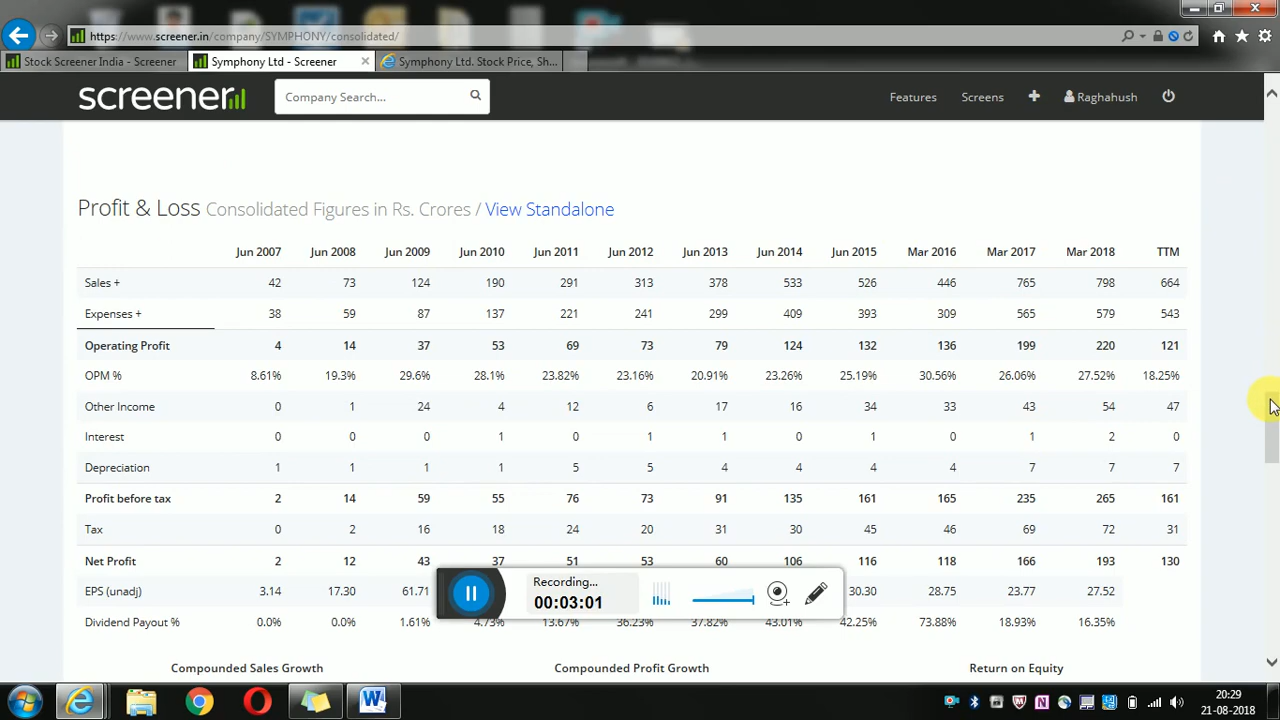 https://www.screener.in/company/SYMPHONY/consolidated/
Stock Screener India - Screener
Symphony Ltd - Screener
Symphony Ltd. Stock Price, Sh...
screener
Company Search...
Features
Screens
Raghahush
Profit & Loss Consolidated Figures in Rs. Crores / View Standalone
Jun 2007 Jun 2008 Jun 2009 Jun 2010 Jun 2011 Jun 2012 Jun 2013 Jun 2014 Jun 2015 Mar 2016 Mar 2017 Mar 2018 TTM
Sales + 42 73 124 190 291 313 378 533 526 446 765 798 664
Expenses + 38 59 87 137 221 241 299 409 393 309 565 579 543
Operating Profit 4 14 37 53 69 73 79 124 132 136 199 220 121
OPM % 8.61% 19.3% 29.6% 28.1% 23.82% 23.16% 20.91% 23.26% 25.19% 30.56% 26.06% 27.52% 18.25%
Other Income 0 1 24 4 12 6 17 16 34 33 43 54 47
Interest 0 0 0 1 0 1 1 0 1 0 1 2 0
Depreciation 1 1 1 1 5 5 4 4 4 4 7 7 7
Profit before tax 2 14 59 55 76 73 91 135 161 165 235 265 161
Tax 0 2 16 18 24 20 31 30 45 46 69 72 31
Net Profit 2 12 43 37 51 53 60 106 116 118 166 193 130
EPS (unadj) 3.14 17.30 61.71 30.30 28.75 23.77 27.52
Dividend Payout % 0.0% 0.0% 1.61% 4.73% 13.67% 36.23% 37.82% 43.01% 42.25% 73.88% 18.93% 16.35%
Recording...
00:03:01
Compounded Sales Growth
Compounded Profit Growth
Return on Equity
20:29
21-08-2018